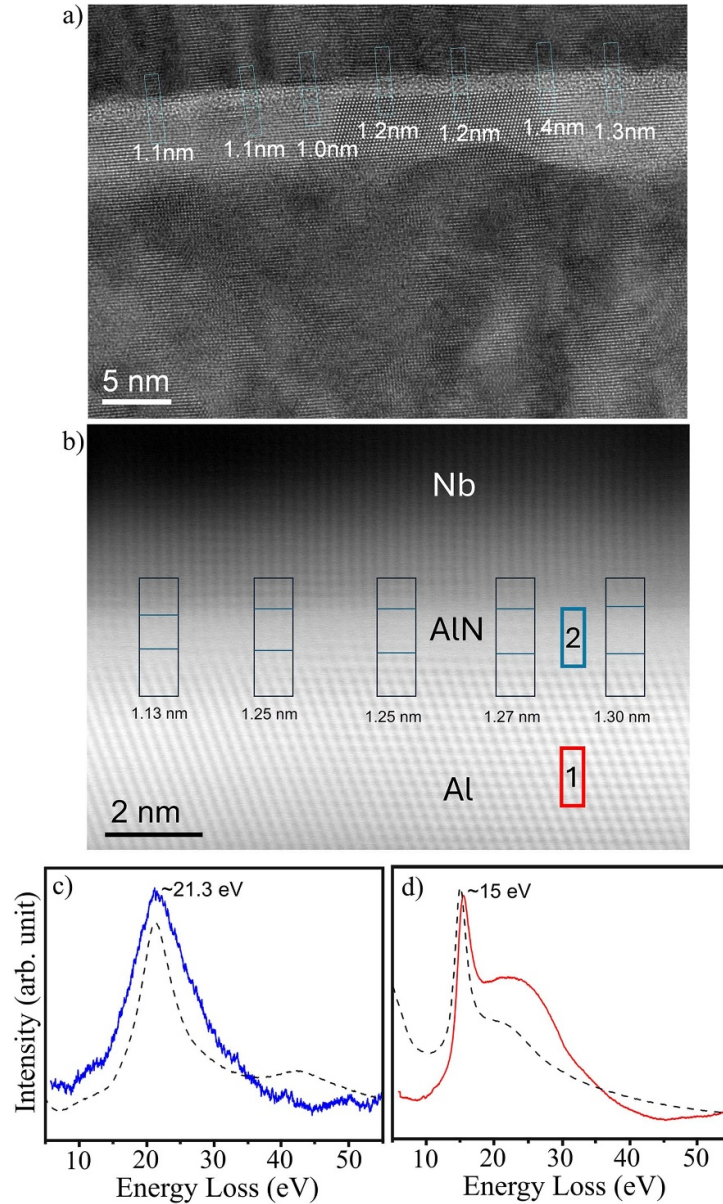 a)
1.1nm 1.1nm 1.0nm 1.2nm 1.2nm 1.4nm 1.3nm
5 nm
b)
Nb
AlN
2
1.13 nm 1.25 nm 1.25 nm 1.27 nm 1.30 nm
1
Al
2 nm
c)
~21.3 eV
d)
~15 eV
Intensity (arb. unit)
10 20 30 40 50
10 20 30 40 50
Energy Loss (eV)
Energy Loss (eV)